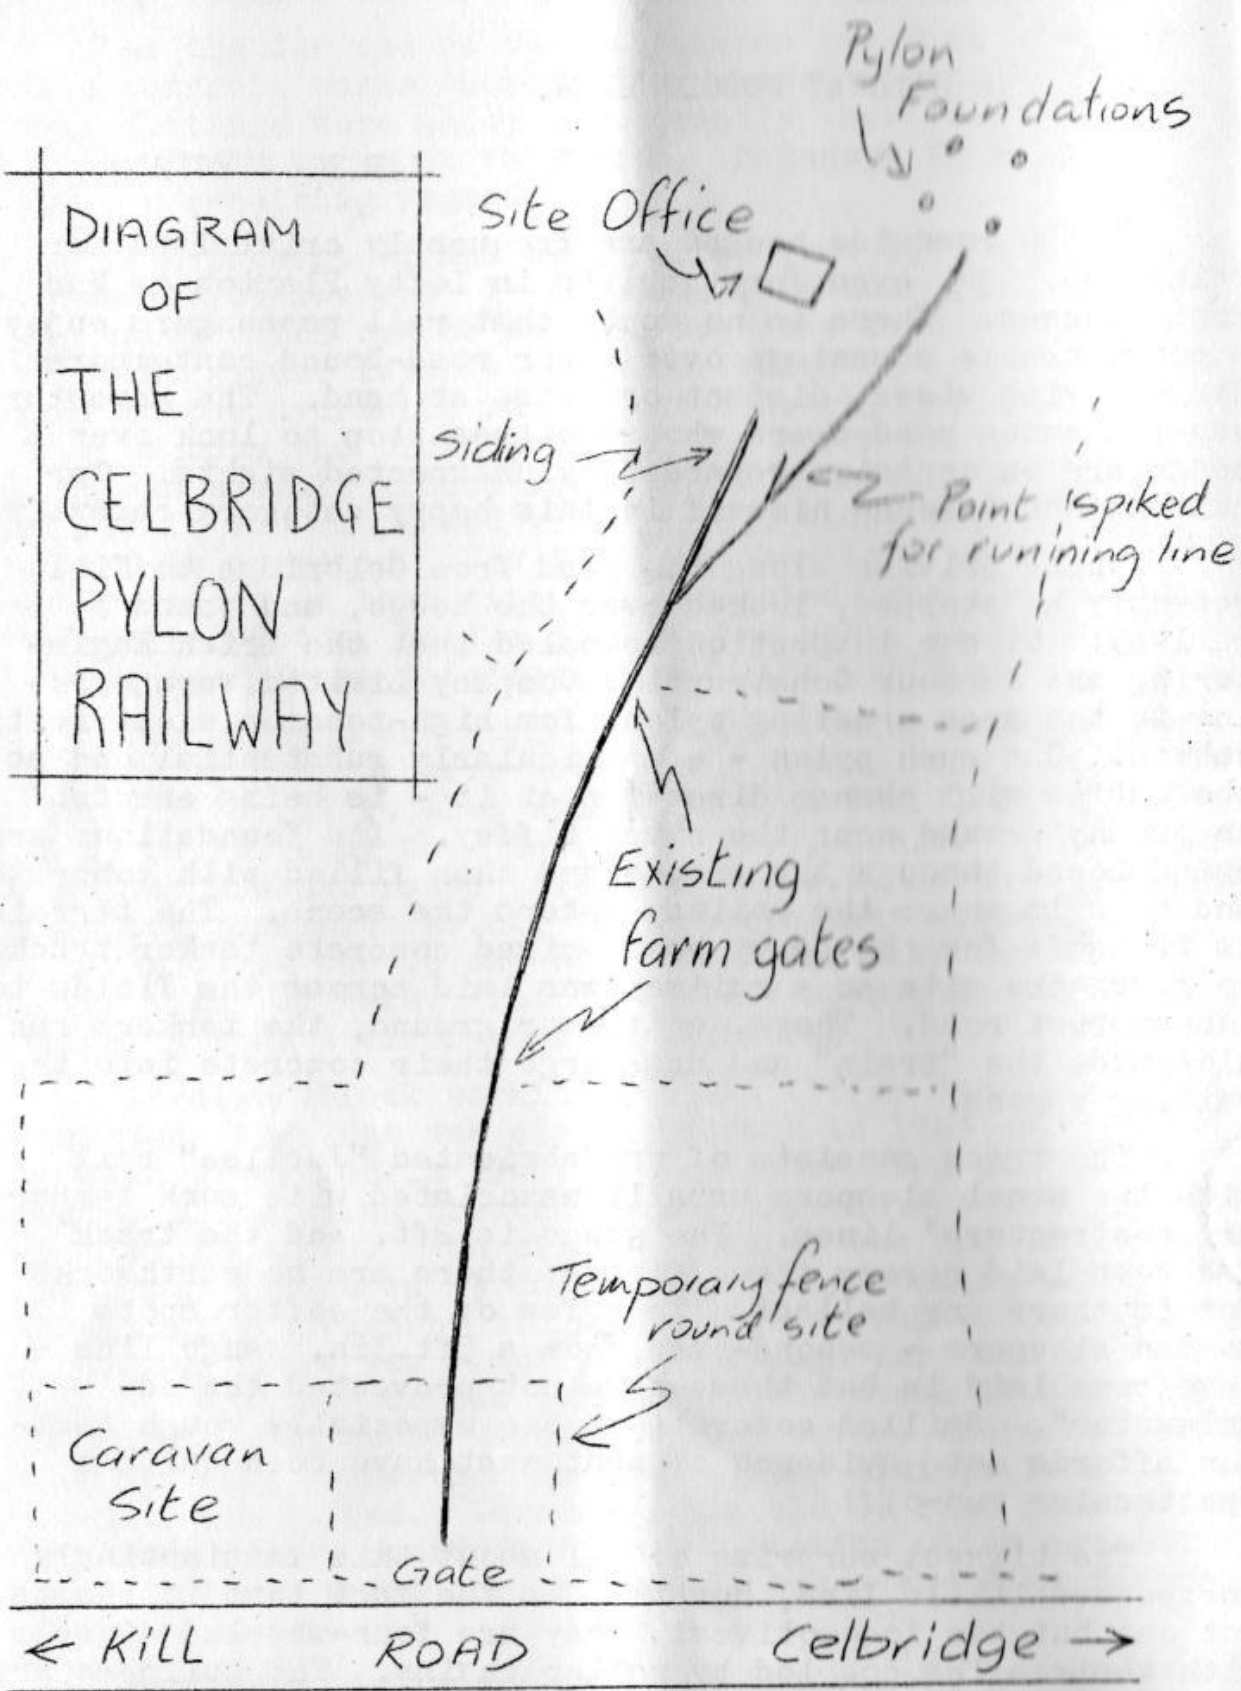 Pylon
Foundations
DIAGRAM
OF
THE
CELBRIDGE
PYLON
RAILWAY
Site Office
Siding
Point spiked
for runining line
Existing
farm gates
Temporary fence
round site
Caravan
Site
Gate
← KILL ROAD Celbridge →